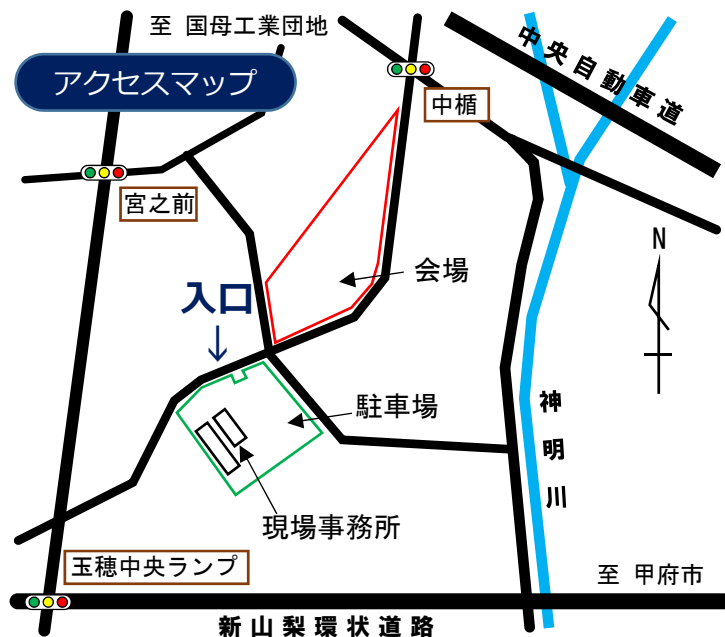 至 国母工業団地
アクセスマップ
中央自動車道
中楯
宮之前
N
会場
入口
駐車場
神明川
現場事務所
玉穂中央ランプ
至 甲府市
新山梨環状道路